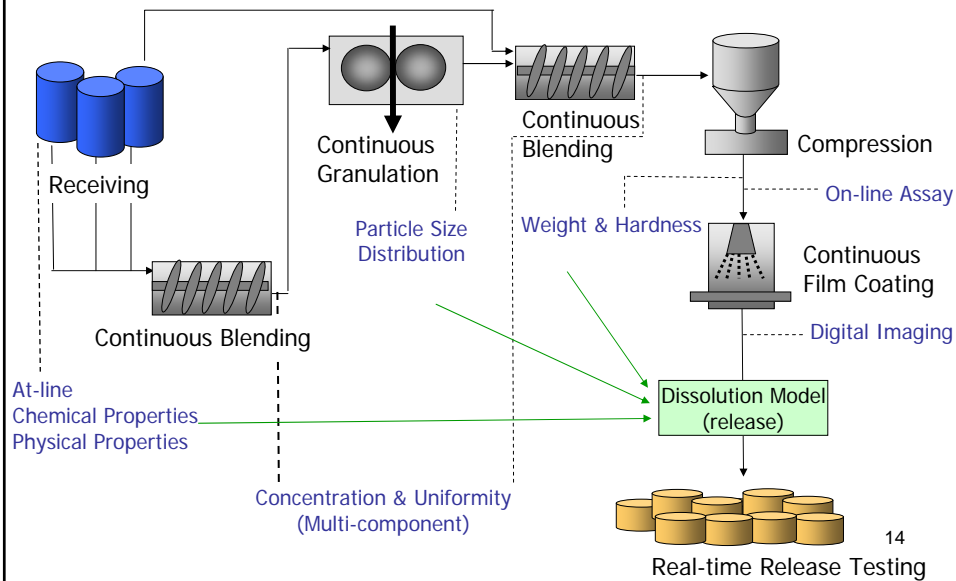 Receiving
Continuous
Granulation
Continuous
Blending
Compression
On-line Assay
Particle Size
Distribution
Weight & Hardness
Continuous
Film Coating
Continuous Blending
Digital Imaging
At-line
Chemical Properties
Physical Properties
Dissolution Model
(release)
Concentration & Uniformity
(Multi-component)
14
Real-time Release Testing